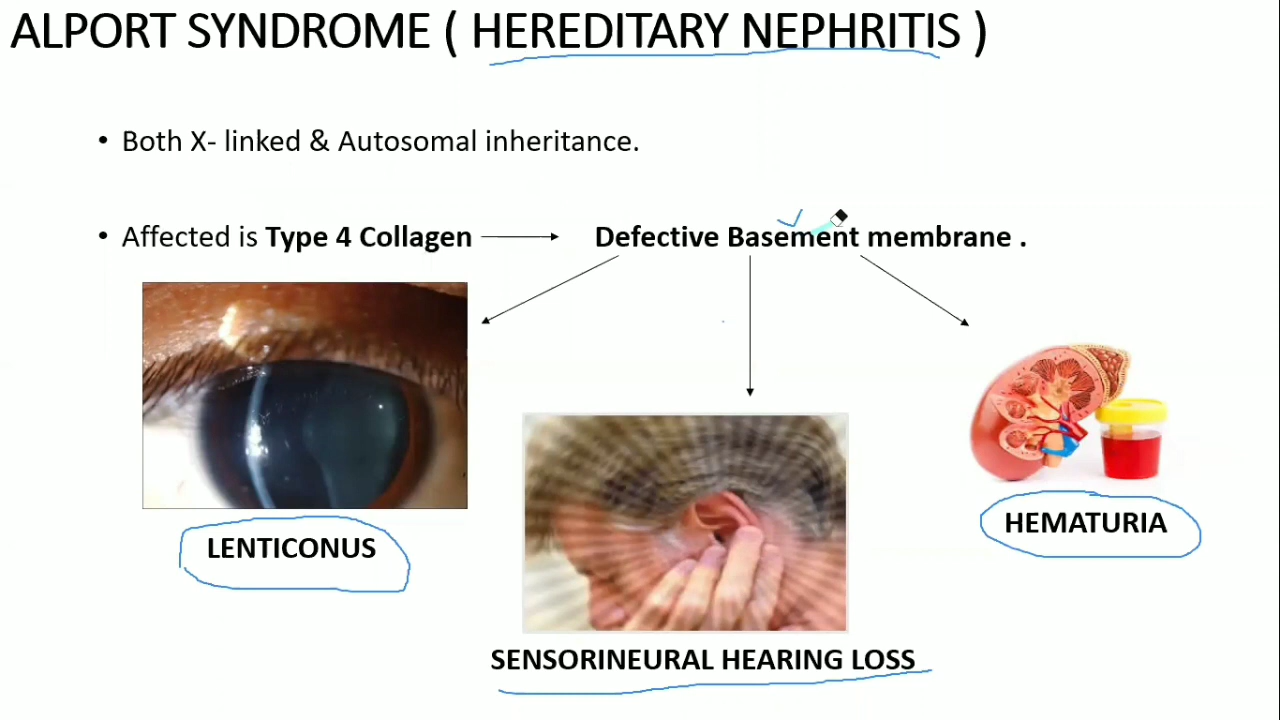 ALPORT SYNDROME ( HEREDITARY NEPHRITIS )
• Both X- linked & Autosomal inheritance.
• Affected is Type 4 Collagen Defective Basement membrane .
LENTICONUS
HEMATURIA
SENSORINEURAL HEARING LOSS